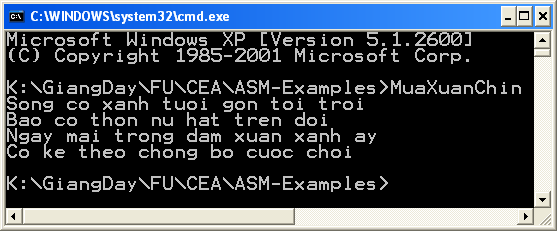 C:\WINDOWS\system32\cmd.exe
Microsoft Windows XP [Version 5.1.2600]
(C) Copyright 1985-2001 Microsoft Corp.
K:\GiangDay\FU\CEA\ASM-Examples>MuaXuanChin
Song co xanh tuoi gon toi troi
Bao co thon nu hat tren doi
Ngay mai trong dam xuan xanh ay
Co ke theo chong bo cuoc choi
K:\GiangDay\FU\CEA\ASM-Examples>